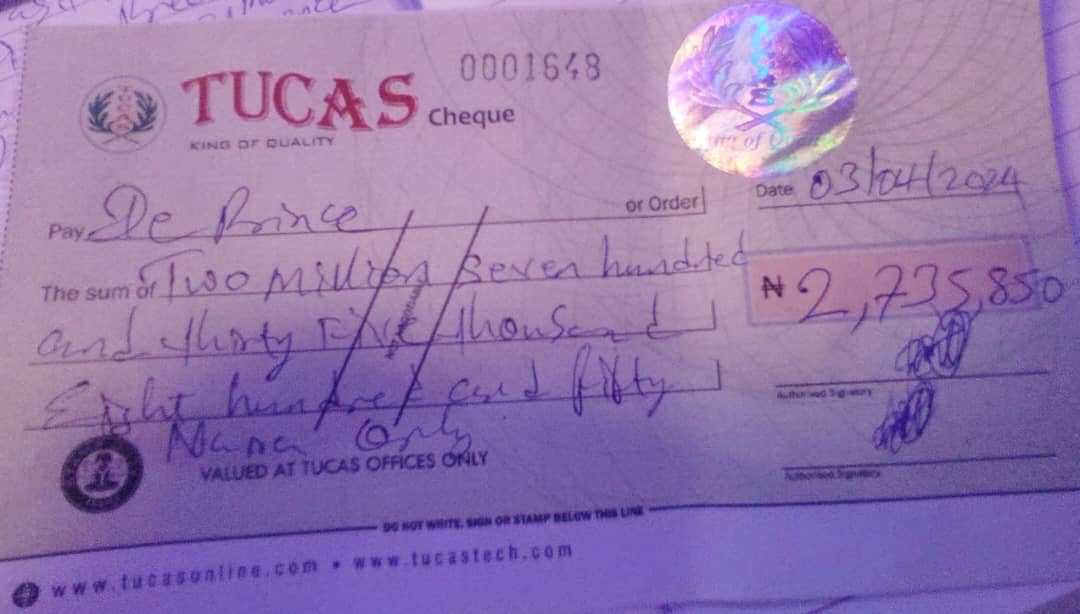 0001648
TUCAS Cheque
KING OF QUALITY
Date 03/04/2024
Pay De Prince or Order
The sum of Two Million Seven hundred
₦ 2,735,850
and thirty Five thousand
Eight hundred and fifty
Naira Only
Authorised Signatory
VALUED AT TUCAS OFFICES ONLY
Authorised Signatory
DO NOT WRITE, SIGN OR STAMP BELOW THIS LINE
www.tucasonline.com • www.tucastech.com